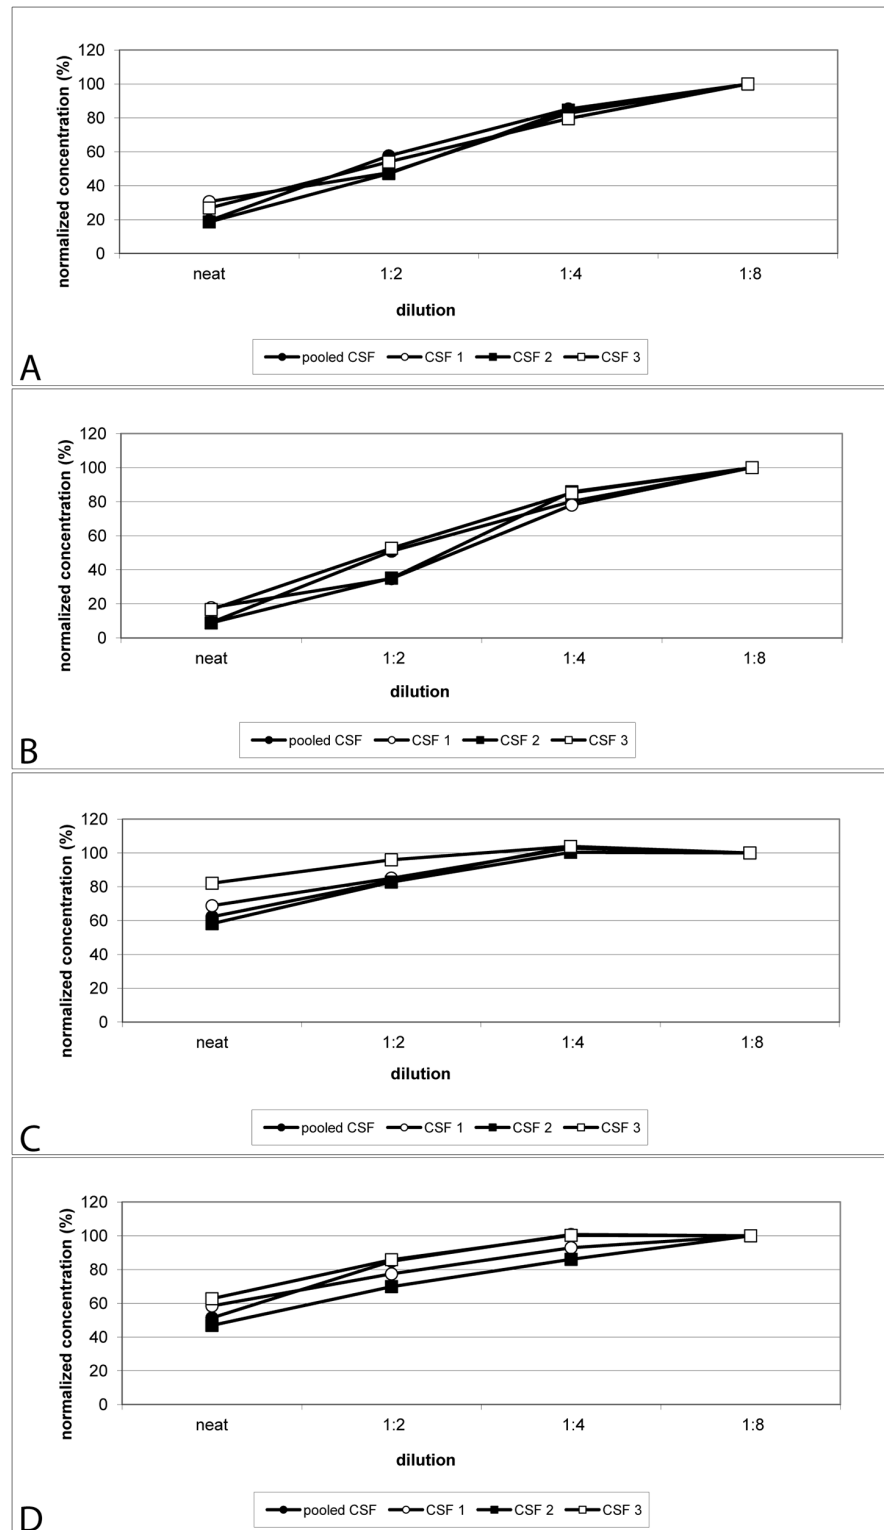 normalized concentration (%)
120
100
80
60
40
20
0
neat 1:2 1:4 1:8
dilution
pooled CSF CSF 1 CSF 2 CSF 3
A
normalized concentration (%)
120
100
80
60
40
20
0
neat 1:2 1:4 1:8
dilution
pooled CSF CSF 1 CSF 2 CSF 3
B
normalized concentration (%)
120
100
80
60
40
20
0
neat 1:2 1:4 1:8
dilution
pooled CSF CSF 1 CSF 2 CSF 3
C
normalized concentration (%)
120
100
80
60
40
20
0
neat 1:2 1:4 1:8
dilution
pooled CSF CSF 1 CSF 2 CSF 3
D